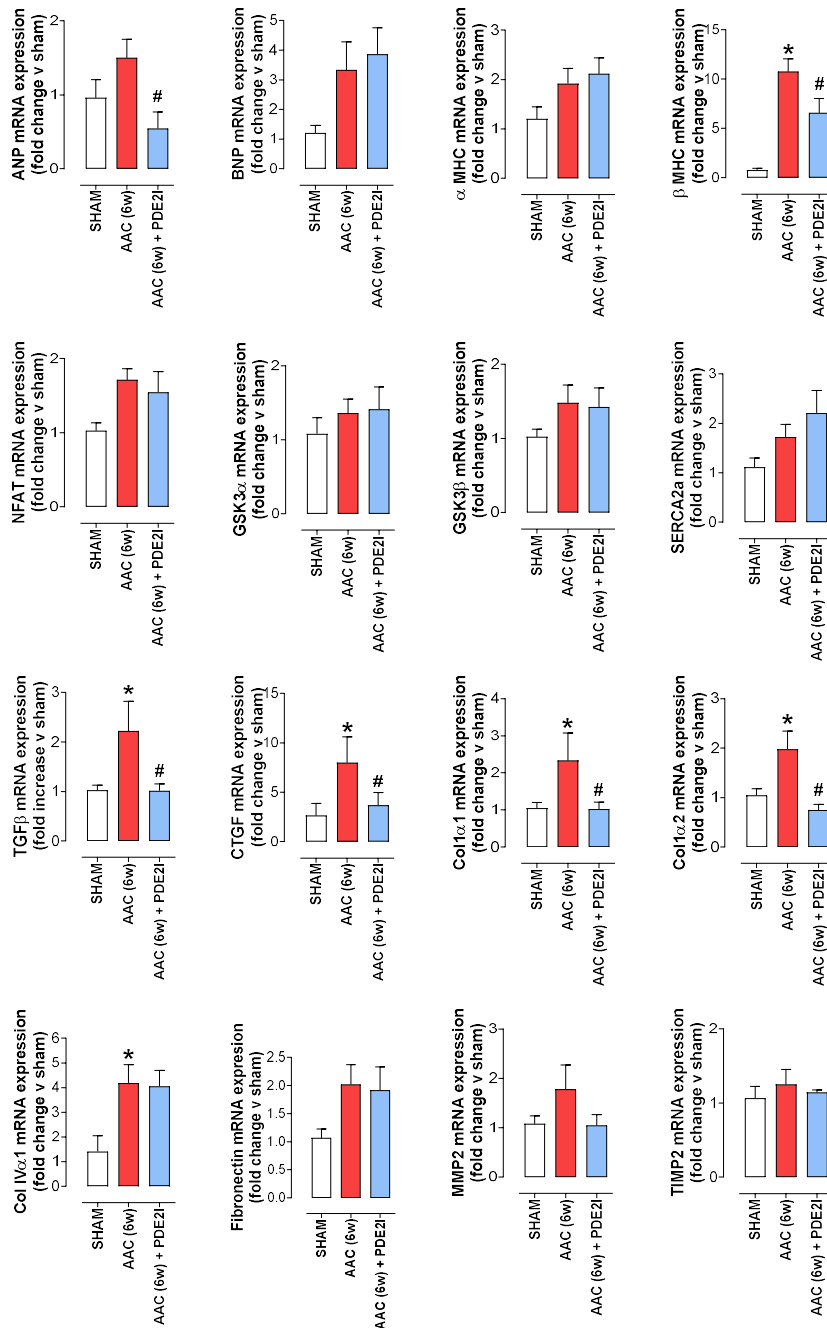 ANP mRNA expression
(fold change v sham)
2
1
0
#
SHAM
AAC (6w)
AAC (6w) + PDE2I
BNP mRNA expression
(fold change v sham)
5
4
3
2
1
0
SHAM
AAC (6w)
AAC (6w) + PDE2I
α MHC mRNA expression
(fold change v sham)
3
2
1
0
SHAM
AAC (6w)
AAC (6w) + PDE2I
β MHC mRNA expression
(fold change v sham)
15
10
5
0
*
#
SHAM
AAC (6w)
AAC (6w) + PDE2I
NFAT mRNA expression
(fold change v sham)
2
1
0
SHAM
AAC (6w)
AAC (6w) + PDE2I
GSK3α mRNA expression
(fold change v sham)
2
1
0
SHAM
AAC (6w)
AAC (6w) + PDE2I
GSK3β mRNA expression
(fold change v sham)
2
1
0
SHAM
AAC (6w)
AAC (6w) + PDE2I
SERCA2a mRNA expression
(fold change v sham)
3
2
1
0
SHAM
AAC (6w)
AAC (6w) + PDE2I
TGFβ mRNA expression
(fold increase v sham)
3
2
1
0
*
#
SHAM
AAC (6w)
AAC (6w) + PDE2I
CTGF mRNA expression
(fold change v sham)
15
10
5
0
*
#
SHAM
AAC (6w)
AAC (6w) + PDE2I
Col1α1 mRNA expression
(fold change v sham)
4
3
2
1
0
*
#
SHAM
AAC (6w)
AAC (6w) + PDE2I
Col1α2 mRNA expression
(fold change v sham)
3
2
1
0
*
#
SHAM
AAC (6w)
AAC (6w) + PDE2I
Col IVα1 mRNA expression
(fold change v sham)
6
5
4
3
2
1
0
*
SHAM
AAC (6w)
AAC (6w) + PDE2I
Fibronectin mRNA expression
(fold change v sham)
2.5
2.0
1.5
1.0
0.5
0.0
SHAM
AAC (6w)
AAC (6w) + PDE2I
MMP2 mRNA expression
(fold change v sham)
3
2
1
0
SHAM
AAC (6w)
AAC (6w) + PDE2I
TIMP2 mRNA expression
(fold change v sham)
2
1
0
SHAM
AAC (6w)
AAC (6w) + PDE2I